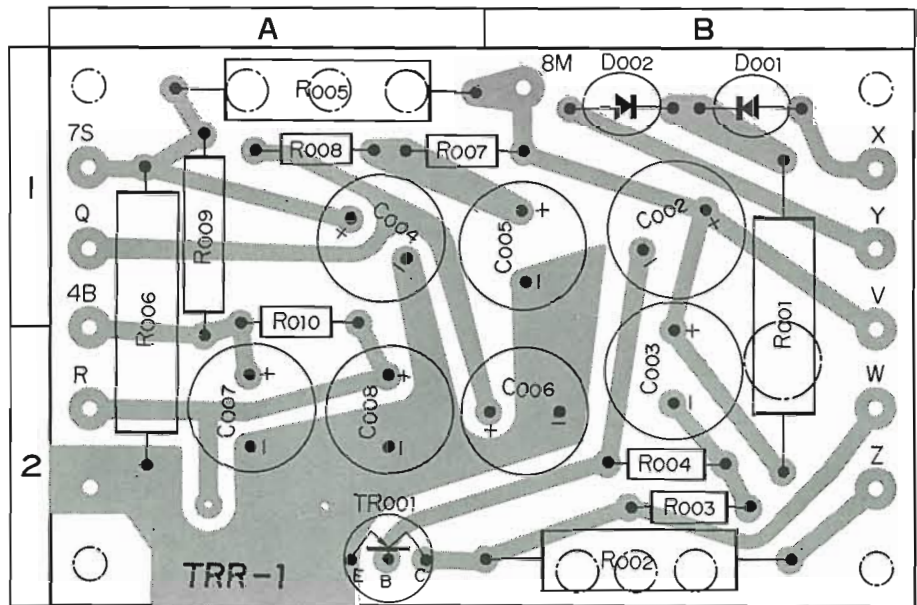 A B
8M D002 D001
1
R005
7S X
R008 R007
Q Y
R009 C004 + C005 + C002 +
4B R006 V
R010 R001
R C007 + C008 + C006 + C003 + W
2
R004 Z
TR001 R003
E B C R002
TRR-1